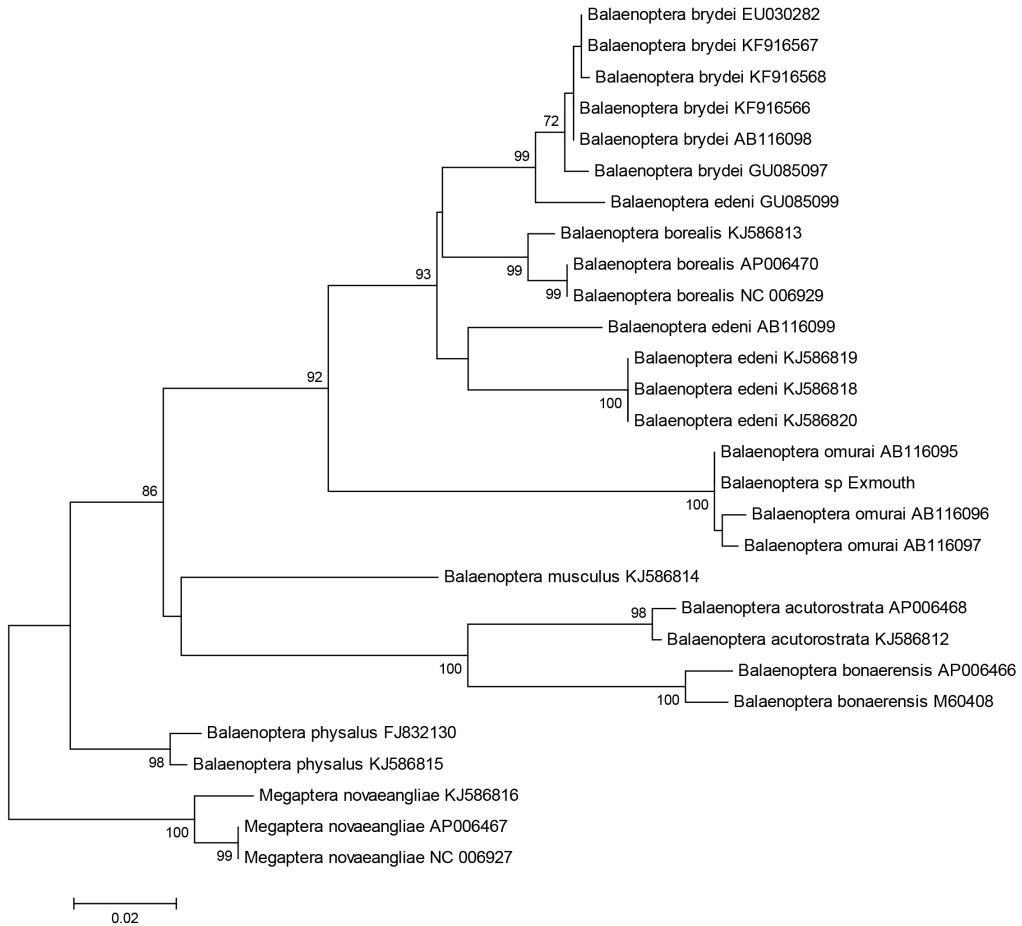 Balaenoptera brydei EU030282
Balaenoptera brydei KF916567
Balaenoptera brydei KF916568
Balaenoptera brydei KF916566
72
Balaenoptera brydei AB116098
99
Balaenoptera brydei GU085097
Balaenoptera edeni GU085099
Balaenoptera borealis KJ586813
Balaenoptera borealis AP006470
93
99
99
Balaenoptera borealis NC 006929
Balaenoptera edeni AB116099
Balaenoptera edeni KJ586819
92
Balaenoptera edeni KJ586818
100
Balaenoptera edeni KJ586820
Balaenoptera omurai AB116095
Balaenoptera sp Exmouth
86
100
Balaenoptera omurai AB116096
Balaenoptera omurai AB116097
Balaenoptera musculus KJ586814
98
Balaenoptera acutorostrata AP006468
Balaenoptera acutorostrata KJ586812
100
Balaenoptera bonaerensis AP006466
100
Balaenoptera bonaerensis M60408
Balaenoptera physalus FJ832130
98
Balaenoptera physalus KJ586815
Megaptera novaeangliae KJ586816
100
Megaptera novaeangliae AP006467
99
Megaptera novaeangliae NC 006927
0.02